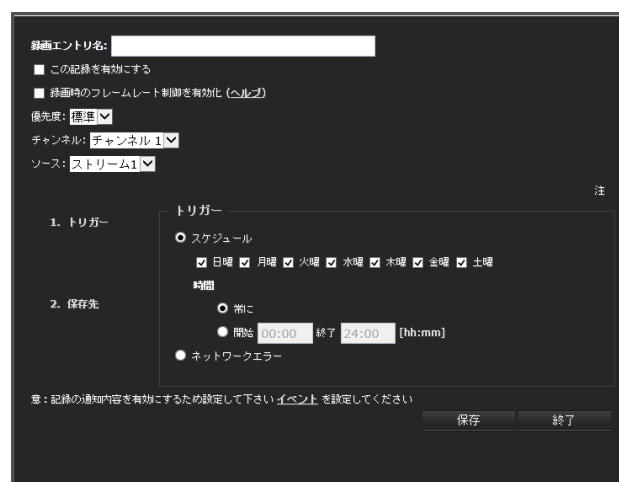 録画エントリ名:
この記録を有効にする
録画時のフレームレート制御を有効化 (ヘルプ)
優先度: 標準
チャンネル: チャンネル 1
ソース: ストリーム1
注
トリガー
1. トリガー
スケジュール
日曜 月曜 火曜 水曜 木曜 金曜 土曜
時間
2. 保存先
常に
開始 00:00 終了 24:00 [hh:mm]
ネットワークエラー
意 : 記録の通知内容を有効にするため設定して下さい イベント を設定してください
保存 終了